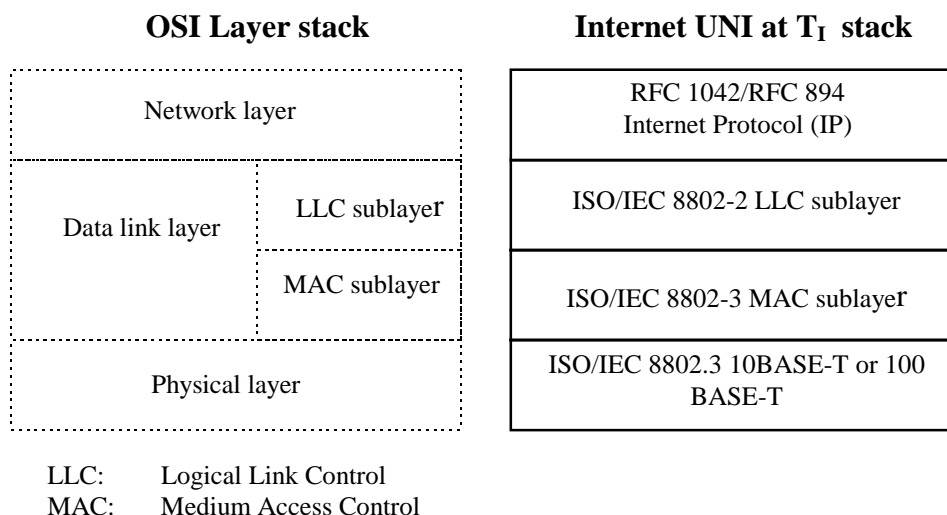 OSI Layer stack
Internet UNI at TI stack
Network layer
Data link layer
LLC sublayer
MAC sublayer
Physical layer
RFC 1042/RFC 894
Internet Protocol (IP)
ISO/IEC 8802-2 LLC sublayer
ISO/IEC 8802-3 MAC sublayer
ISO/IEC 8802.3 10BASE-T or 100
BASE-T
LLC: Logical Link Control
MAC: Medium Access Control